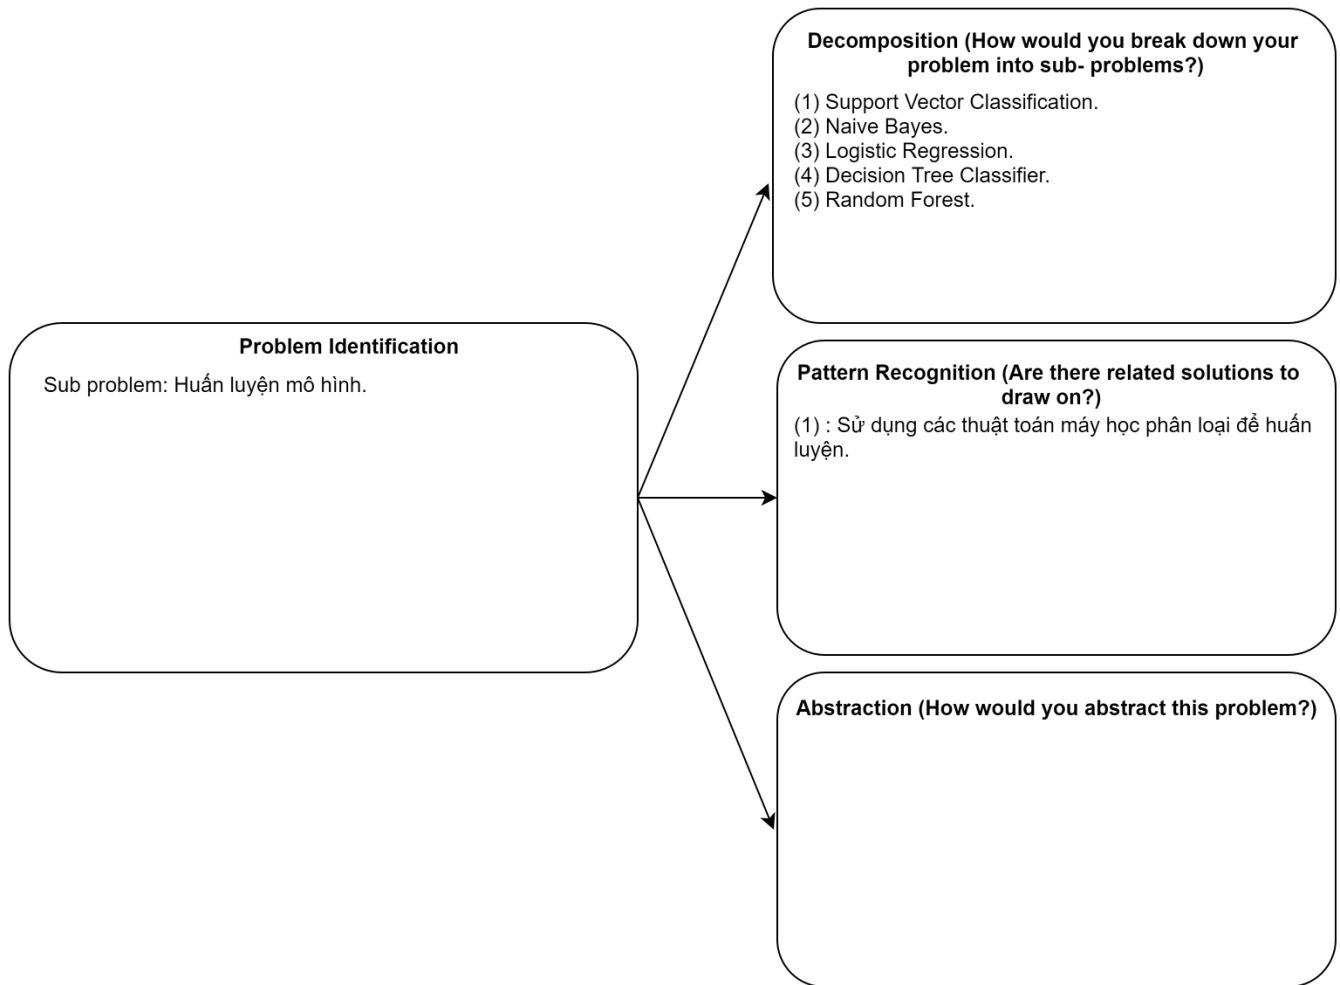 Problem Identification
Sub problem: Huấn luyện mô hình.
Decomposition (How would you break down your
problem into sub- problems?)
(1) Support Vector Classification.
(2) Naive Bayes.
(3) Logistic Regression.
(4) Decision Tree Classifier.
(5) Random Forest.
Pattern Recognition (Are there related solutions to
draw on?)
(1) : Sử dụng các thuật toán máy học phân loại để huấn
luyện.
Abstraction (How would you abstract this problem?)